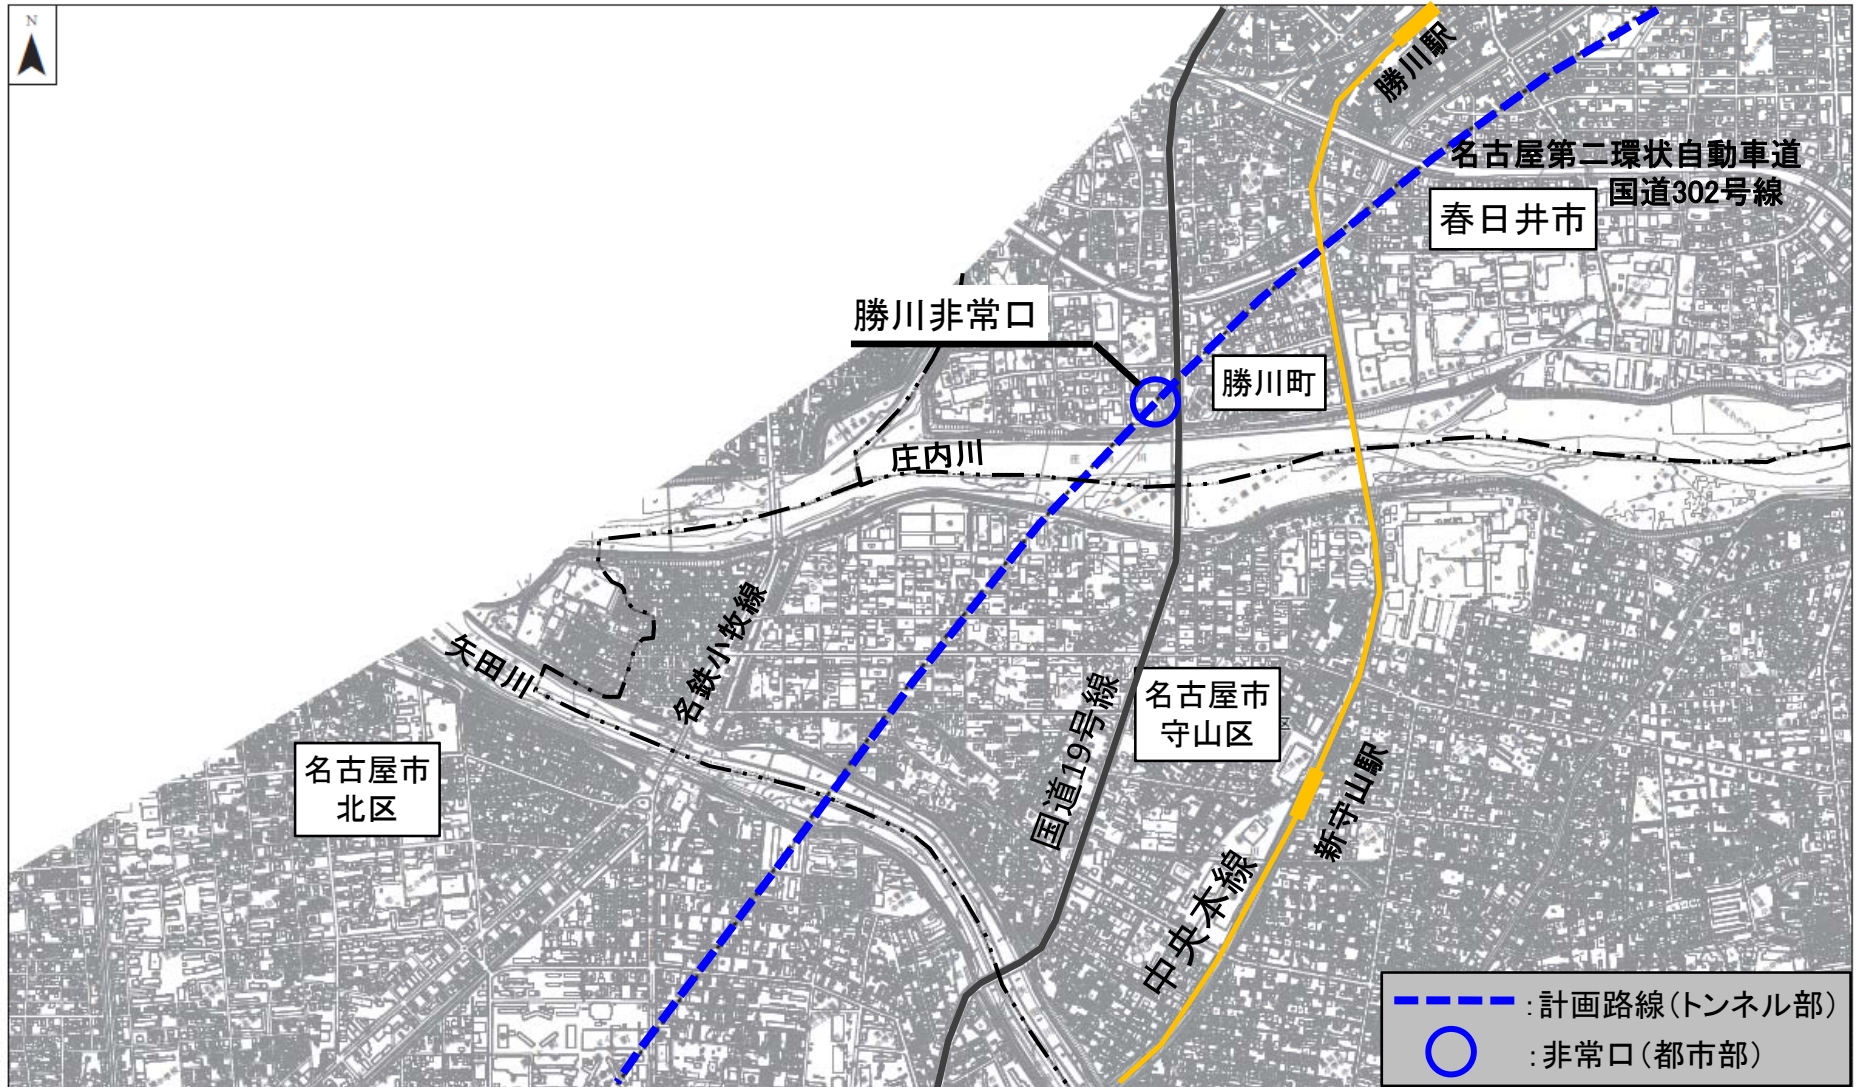 N
勝川駅
名古屋第二環状自動車道
国道302号線
春日井市
勝川非常口
勝川町
庄内川
矢田川
名鉄小牧線
名古屋市
北区
国道19号線
名古屋市
守山区
新守山駅
中央本線
:計画路線(トンネル部)
:非常口(都市部)